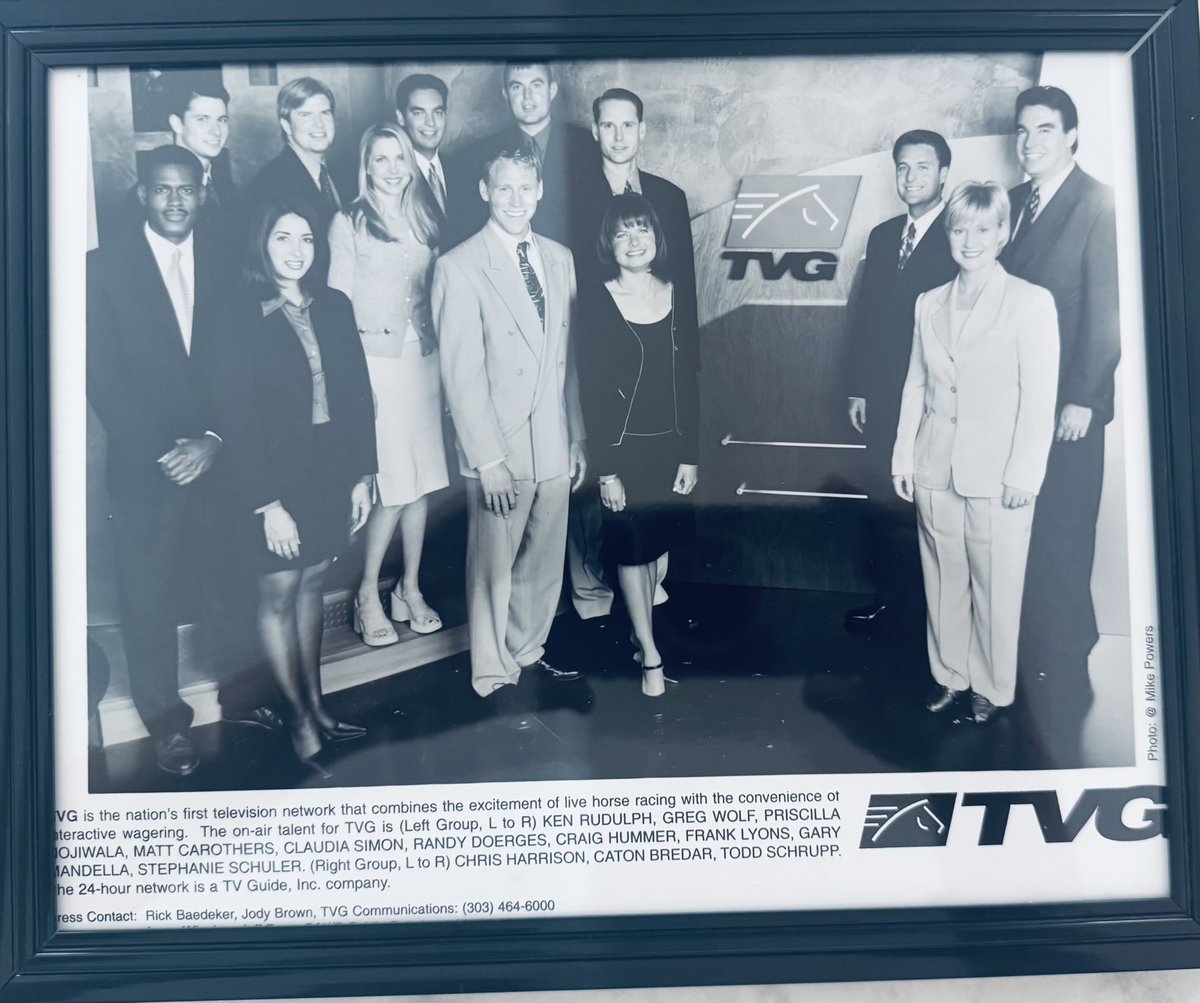 TVG
Photo: @ Mike Powers
VG is the nation's first television network that combines the excitement of live horse racing with the convenience of
nteractive wagering. The on-air talent for TVG is (Left Group, L to R) KEN RUDULPH, GREG WOLF, PRISCILLA
OJIWALA, MATT CAROTHERS, CLAUDIA SIMON, RANDY DOERGES, CRAIG HUMMER, FRANK LYONS, GARY
MANDELLA, STEPHANIE SCHULER. (Right Group, L to R) CHRIS HARRISON, CATON BREDAR, TODD SCHRUPP.
he 24-hour network is a TV Guide, Inc. company.
ress Contact: Rick Baedeker, Jody Brown, TVG Communications: (303) 464-6000
TVG